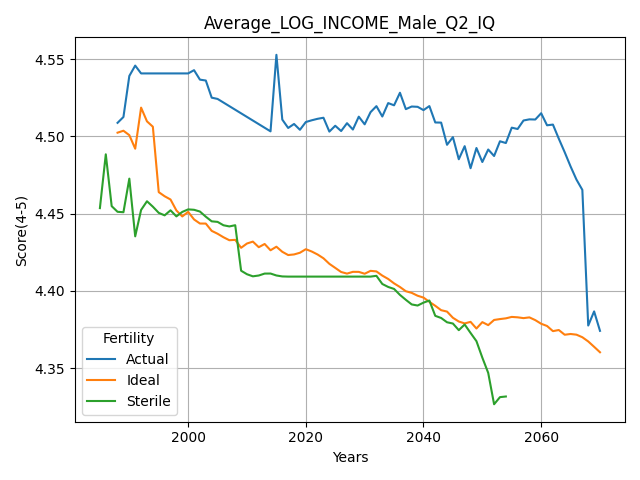 Average_LOG_INCOME_Male_Q2_IQ
Score(4-5)
4.55
4.50
4.45
4.40
4.35
Fertility
Actual
Ideal
Sterile
2000
2020
2040
2060
Years